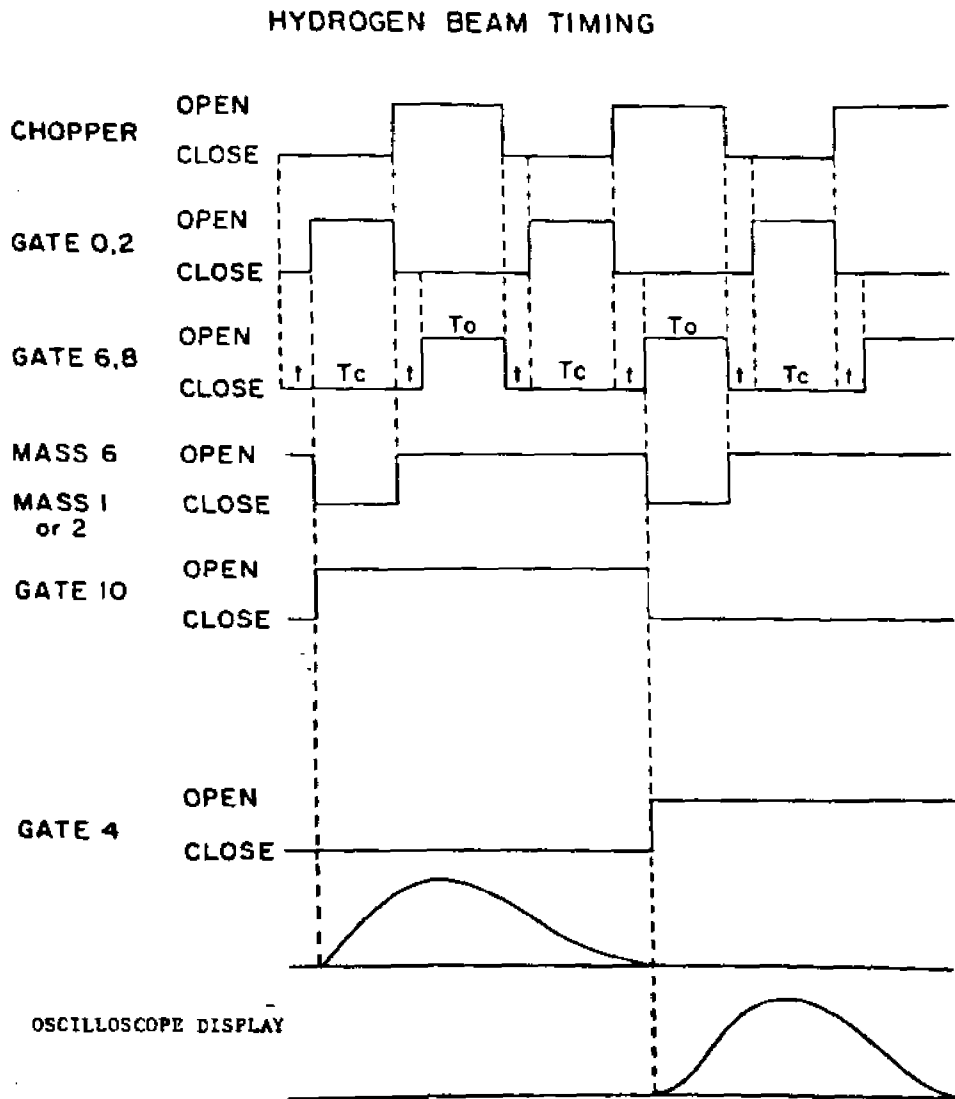 HYDROGEN BEAM TIMING
CHOPPER
OPEN
CLOSE
GATE 0,2
OPEN
CLOSE
GATE 6,8
OPEN
CLOSE
To
To
t
Tc
t
t
Tc
t
t
Tc
t
MASS 6
OPEN
MASS 1
or 2
CLOSE
GATE 10
OPEN
CLOSE
GATE 4
OPEN
CLOSE
OSCILLOSCOPE DISPLAY